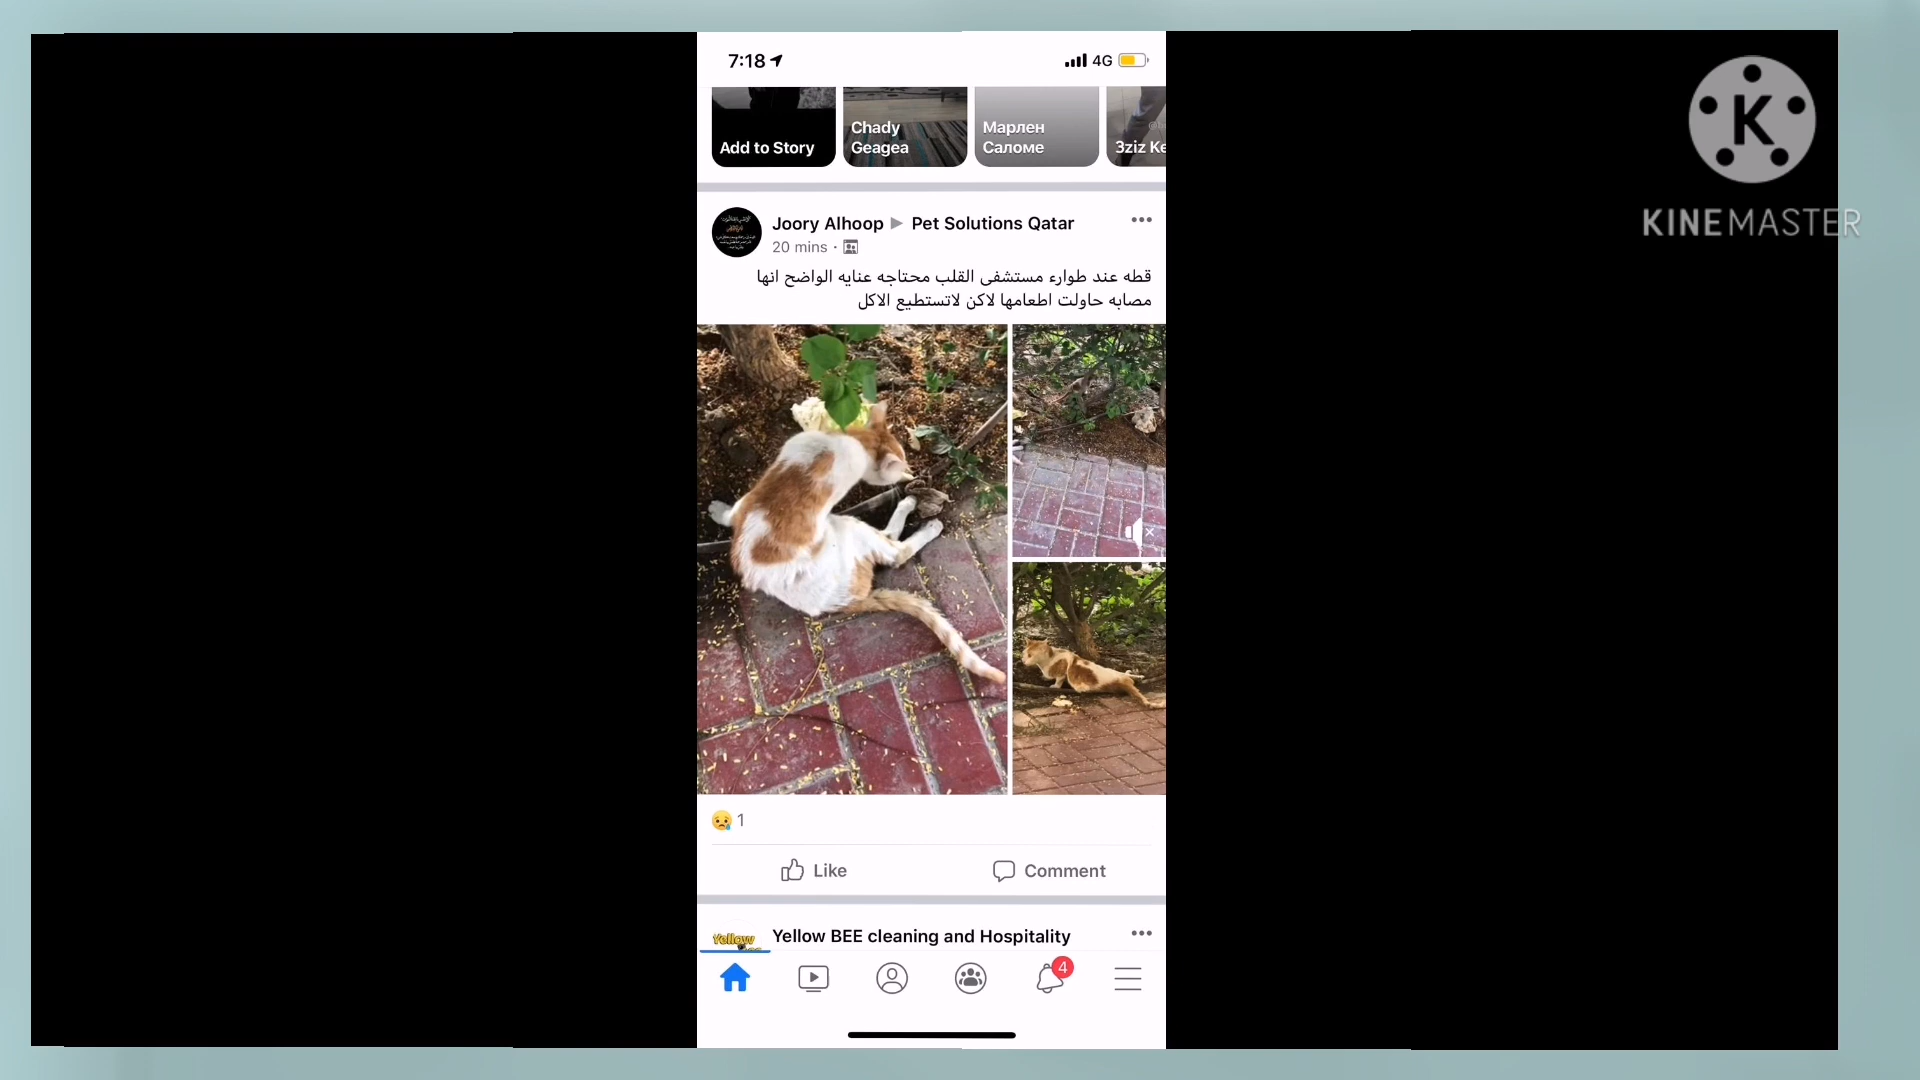 7:18
4G
Add to Story
Chady
Geagea
Марлен
Саломе
3ziz Ke
KINEMASTER
Joory Alhoop ▶ Pet Solutions Qatar
20 mins ·
قطه عند طوارء مستشفى القلب محتاجه عنايه الواضح انها
مصابه حاولت اطعامها لاكن لاتستطيع الاكل
1
Like
Comment
Yellow
Yellow BEE cleaning and Hospitality
4